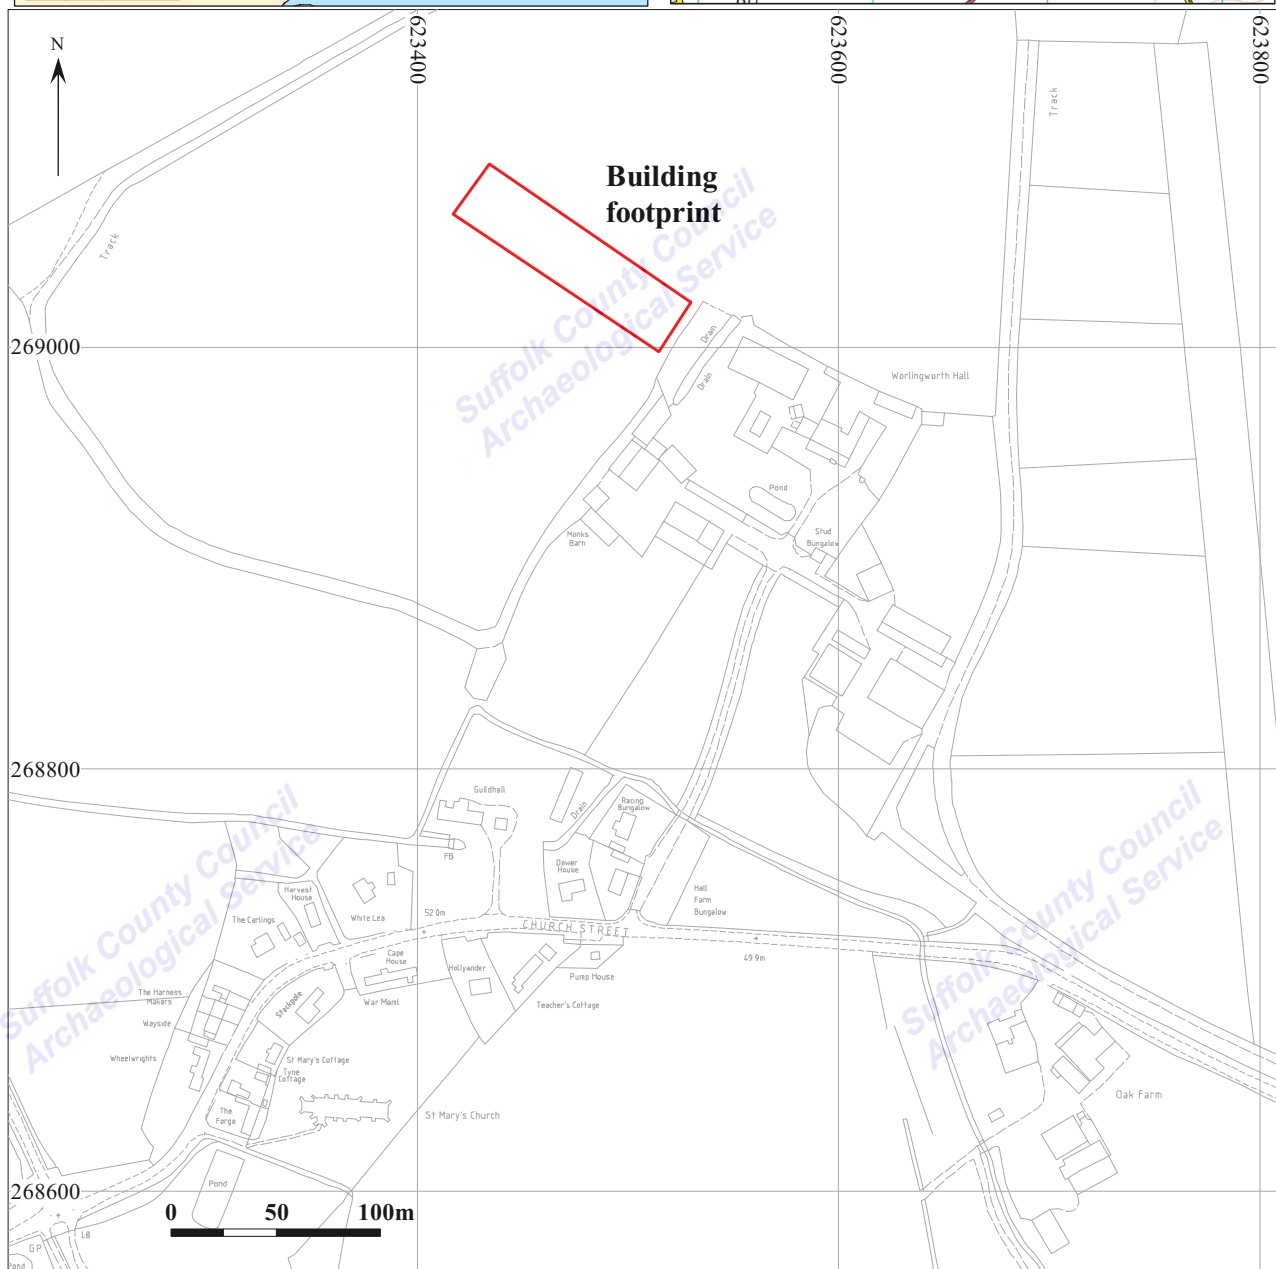 N
623400
623600
623800
Track
Track
Building
footprint
Suffolk County Council
Archaeological Service
269000
Drain
Drain
Worlingworth Hall
Pond
Monks
Barn
Stud
Bungalow
268800
Guildhall
Drain
Racing
Bungalow
FB
Dower
House
Harvest
House
White Lea
The Carlings
52.0m
Hall
Farm
Bungalow
CHURCH STREET
49.9m
Cape
House
Hollyander
Pump House
War Meml
Teacher's Cottage
Stackpole
The Harness
Makers
Wayside
Wheelwrights
St Mary's Cottage
Tyne
Cottage
The
Forge
St Mary's Church
Oak Farm
Suffolk County Council
Archaeological Service
Suffolk County Council
Archaeological Service
Pond
268600
0 50 100m
LB
GP
Pond